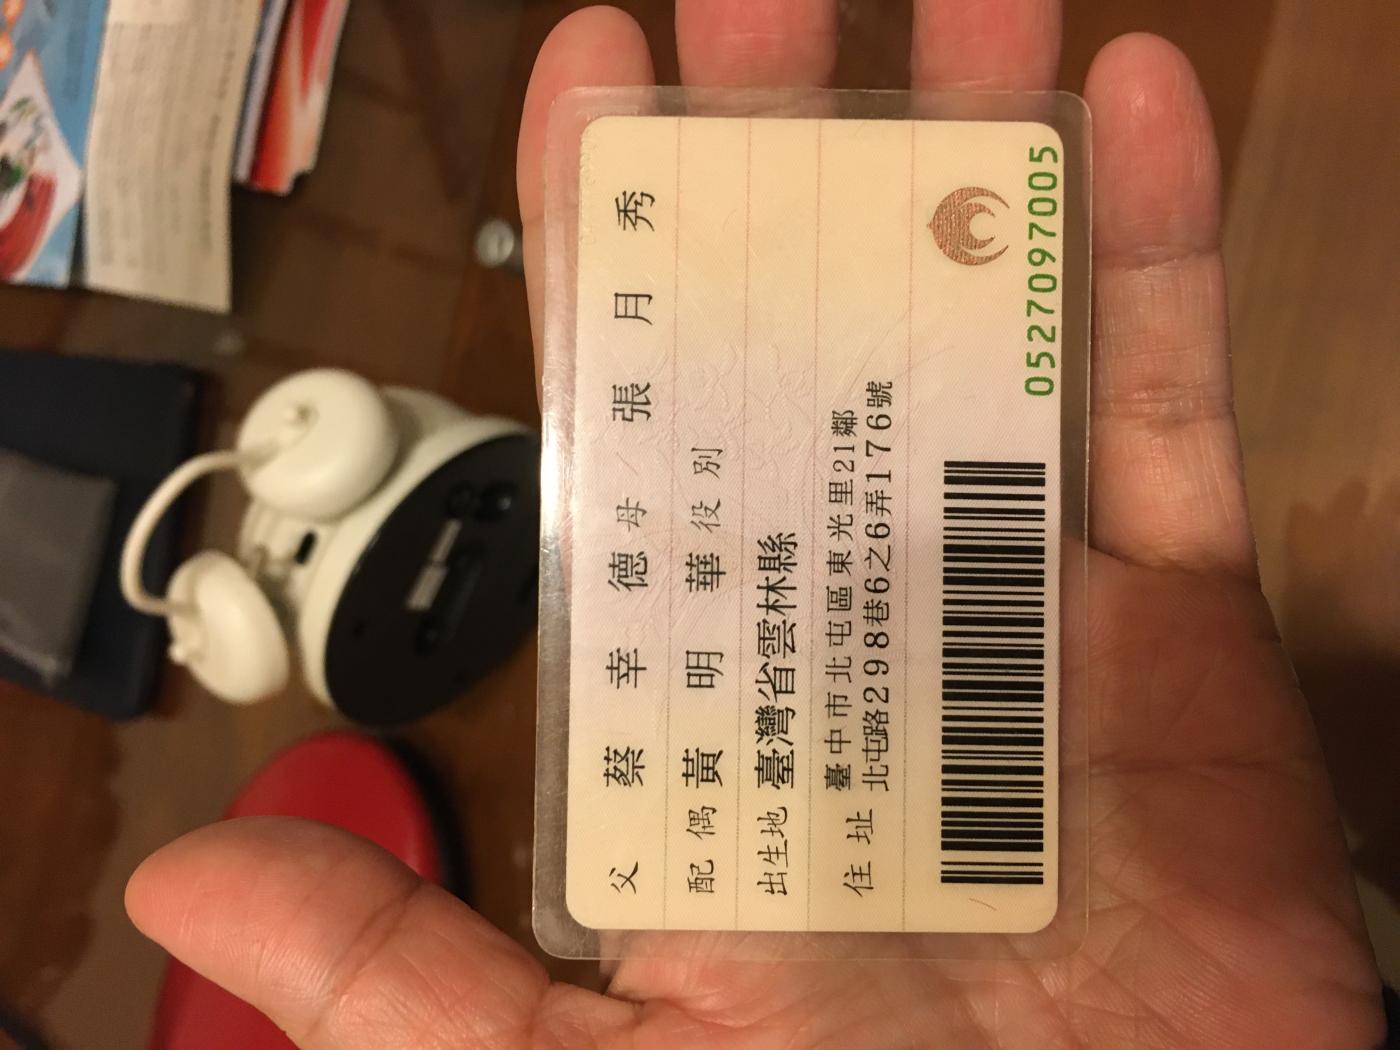 父 蔡幸德 母 張月秀
配偶 黃明華 役別
出生地 臺灣省雲林縣
住址 臺中市北屯區東光里21鄰
北屯路298巷6之6弄176號
0527097005